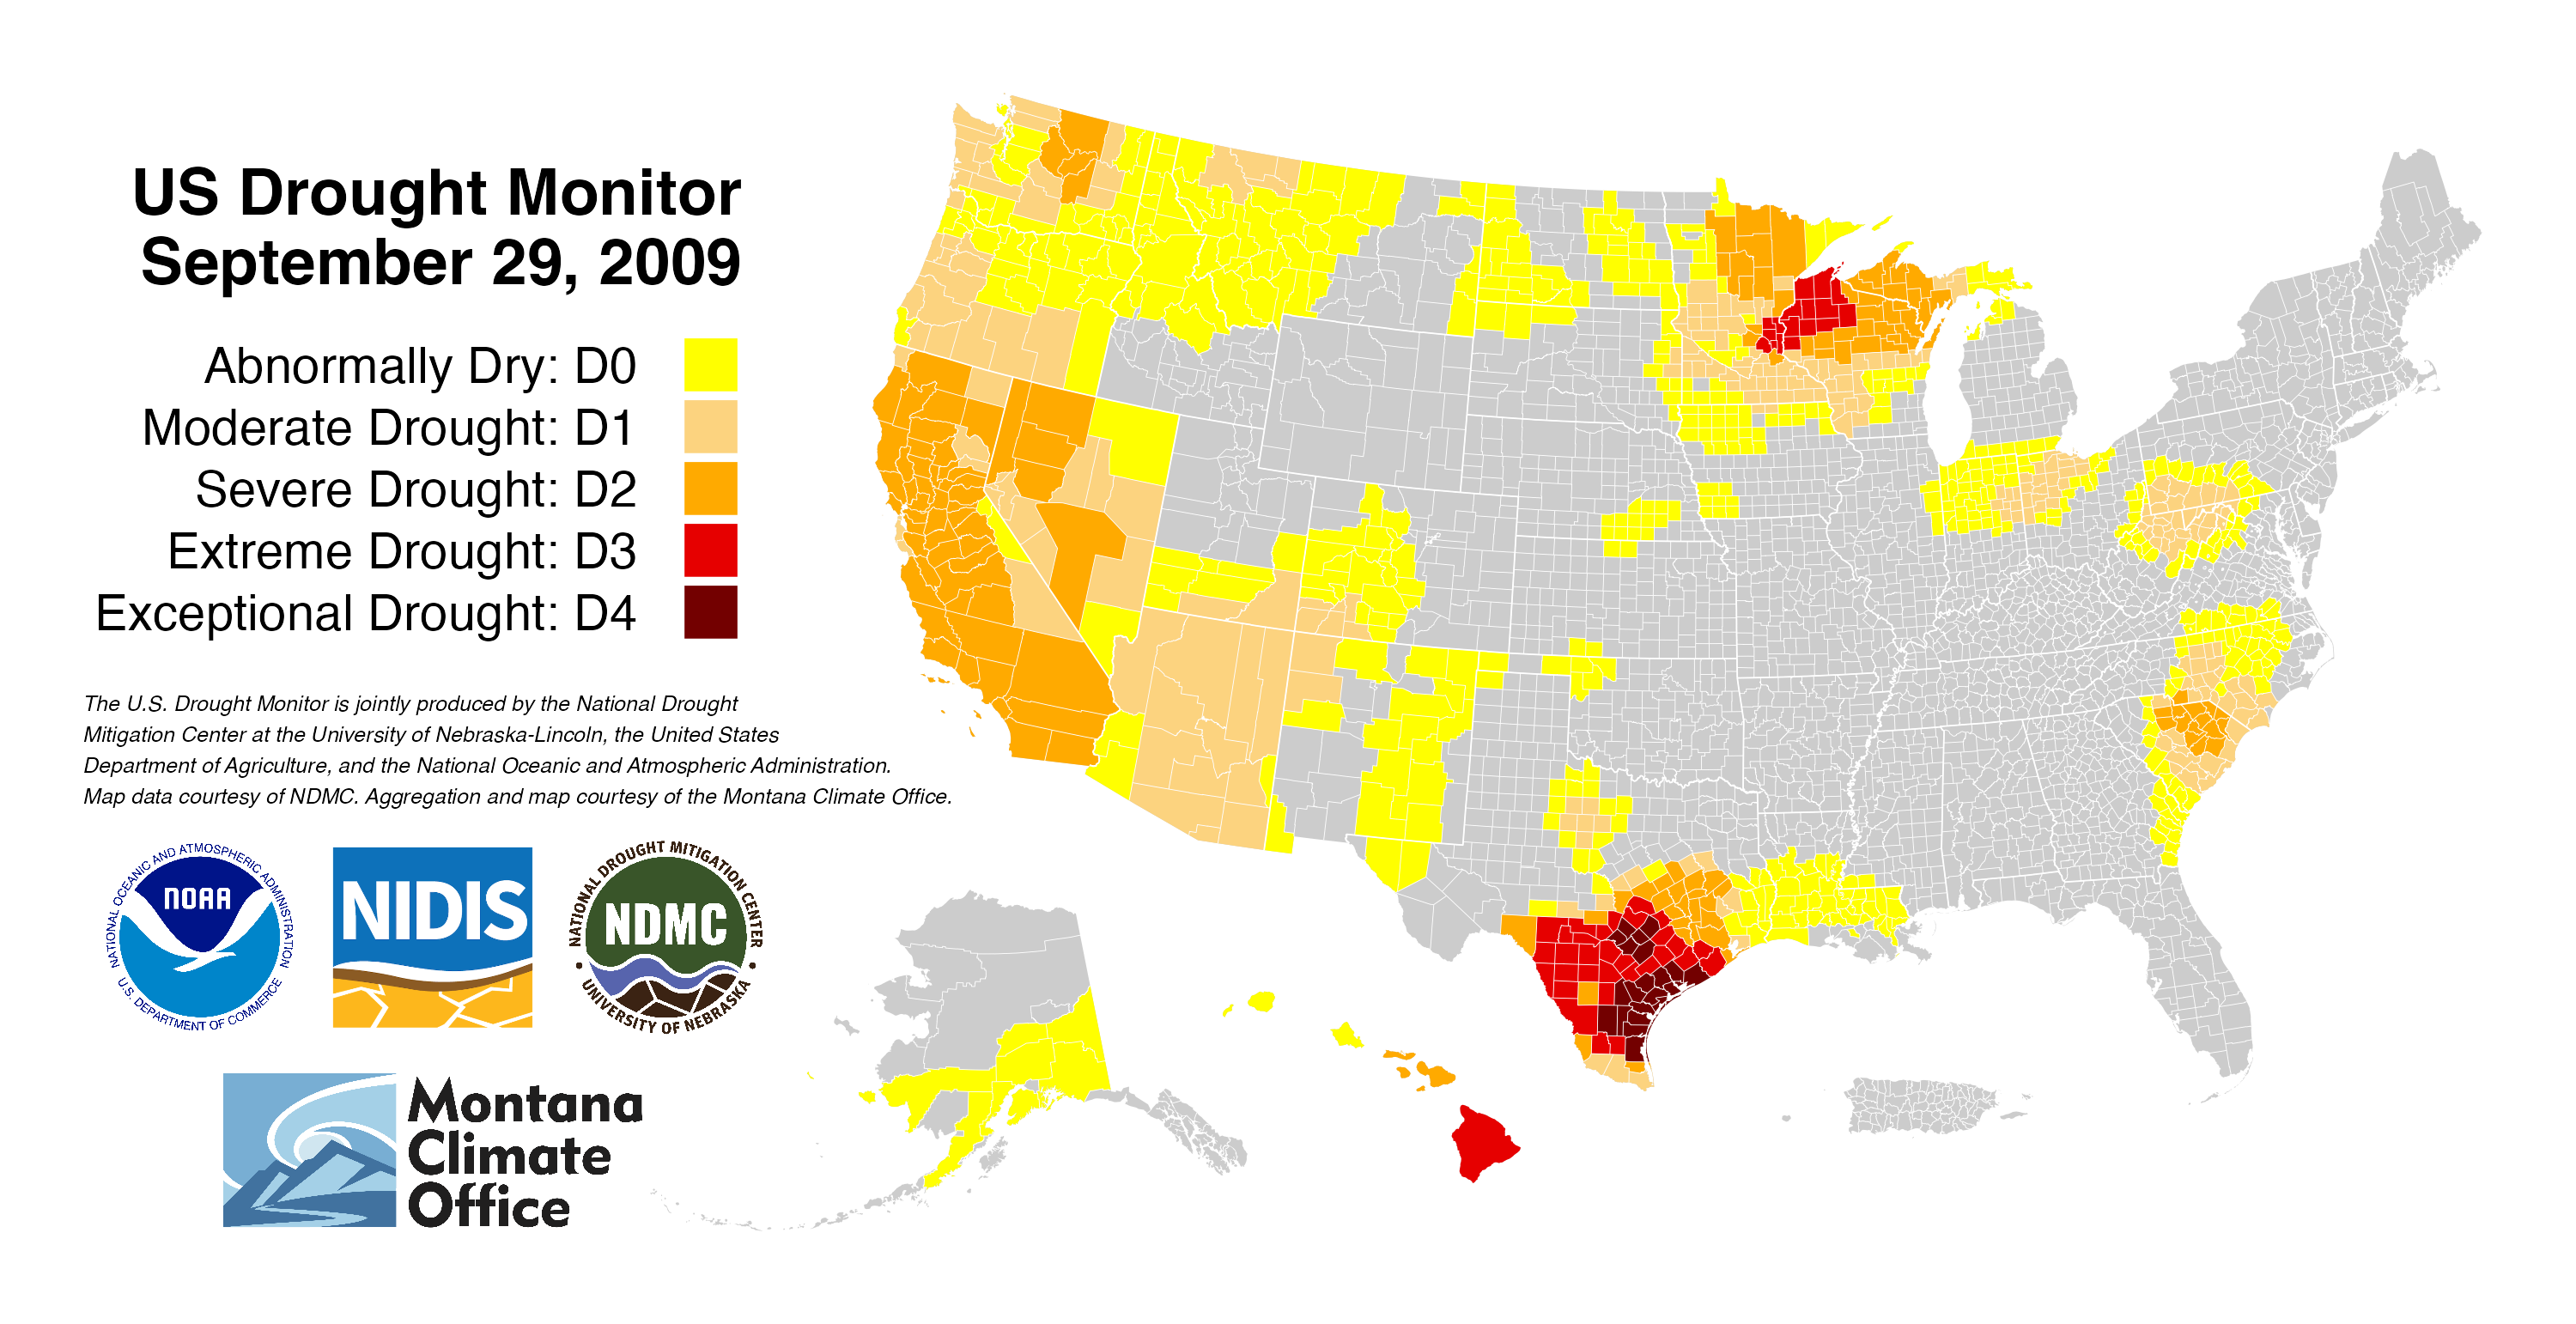 US Drought Monitor
September 29, 2009
Abnormally Dry: D0
Moderate Drought: D1
Severe Drought: D2
Extreme Drought: D3
Exceptional Drought: D4
The U.S. Drought Monitor is jointly produced by the National Drought
Mitigation Center at the University of Nebraska-Lincoln, the United States
Department of Agriculture, and the National Oceanic and Atmospheric Administration.
Map data courtesy of NDMC. Aggregation and map courtesy of the Montana Climate Office.
NATIONAL OCEANIC AND ATMOSPHERIC ADMINISTRATION
NOAA
U.S. DEPARTMENT OF COMMERCE
NIDIS
NATIONAL DROUGHT MITIGATION CENTER
NDMC
UNIVERSITY OF NEBRASKA
Montana
Climate
Office